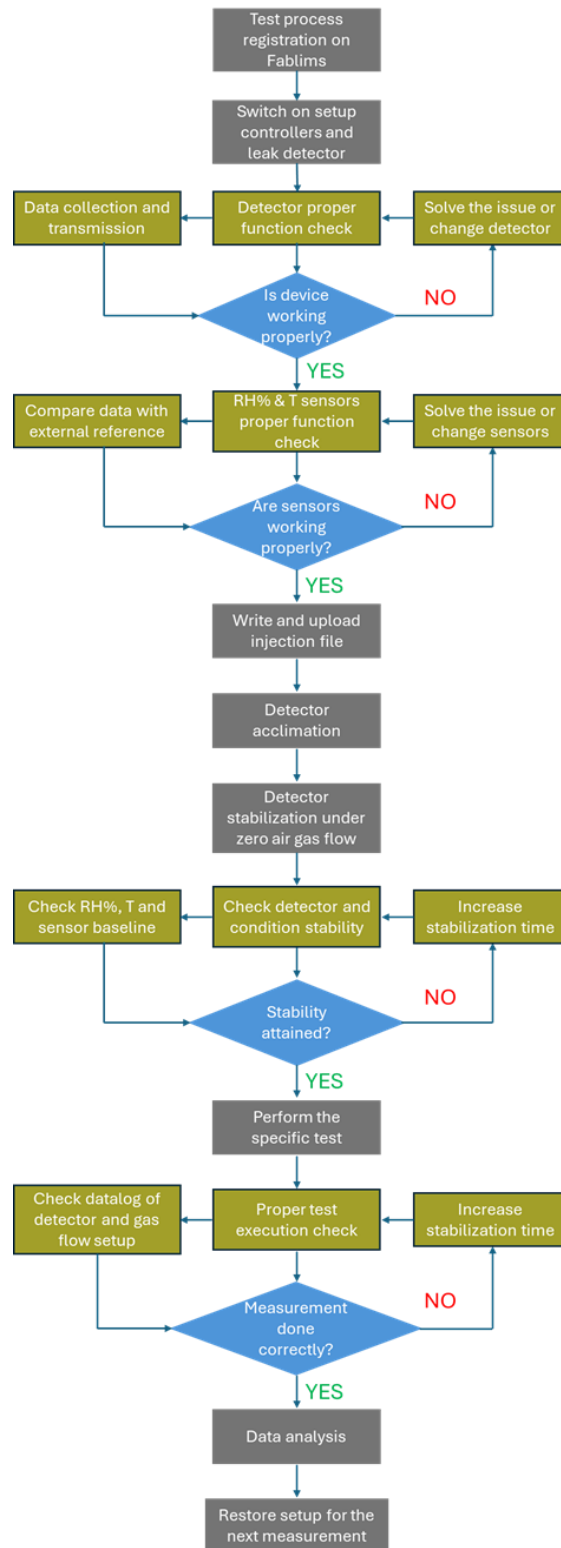 Test process
registration on
Fablims
Switch on setup
controllers and
leak detector
Data collection and
transmission
Detector proper
function check
Solve the issue or
change detector
Is device
working
properly?
NO
YES
Compare data with
external reference
RH% & T sensors
proper function
check
Solve the issue or
change sensors
Are sensors
working
properly?
NO
YES
Write and upload
injection file
Detector
acclimation
Detector
stabilization under
zero air gas flow
Check RH%, T and
sensor baseline
Check detector and
condition stability
Increase
stabilization time
Stability
attained?
NO
YES
Perform the
specific test
Check datalog of
detector and gas
flow setup
Proper test
execution check
Increase
stabilization time
Measurement
done
correctly?
NO
YES
Data analysis
Restore setup for the
next measurement